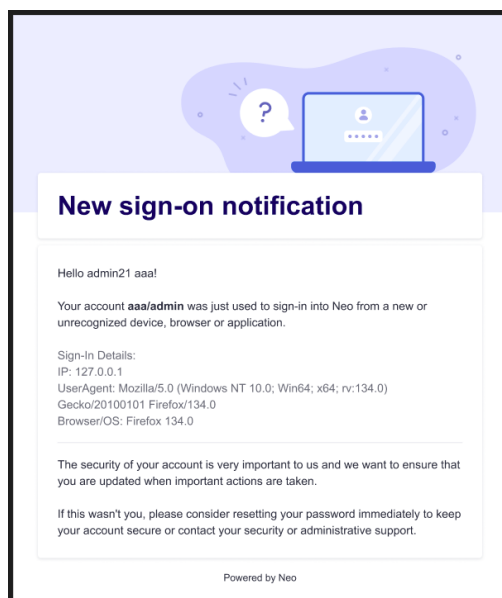 ?
New sign-on notification
Hello admin21 aaa!
Your account aaa/admin was just used to sign-in into Neo from a new or
unrecognized device, browser or application.
Sign-In Details:
IP: 127.0.0.1
UserAgent: Mozilla/5.0 (Windows NT 10.0; Win64; x64; rv:134.0)
Gecko/20100101 Firefox/134.0
Browser/OS: Firefox 134.0
The security of your account is very important to us and we want to ensure that
you are updated when important actions are taken.
If this wasn't you, please consider resetting your password immediately to keep
your account secure or contact your security or administrative support.
Powered by Neo